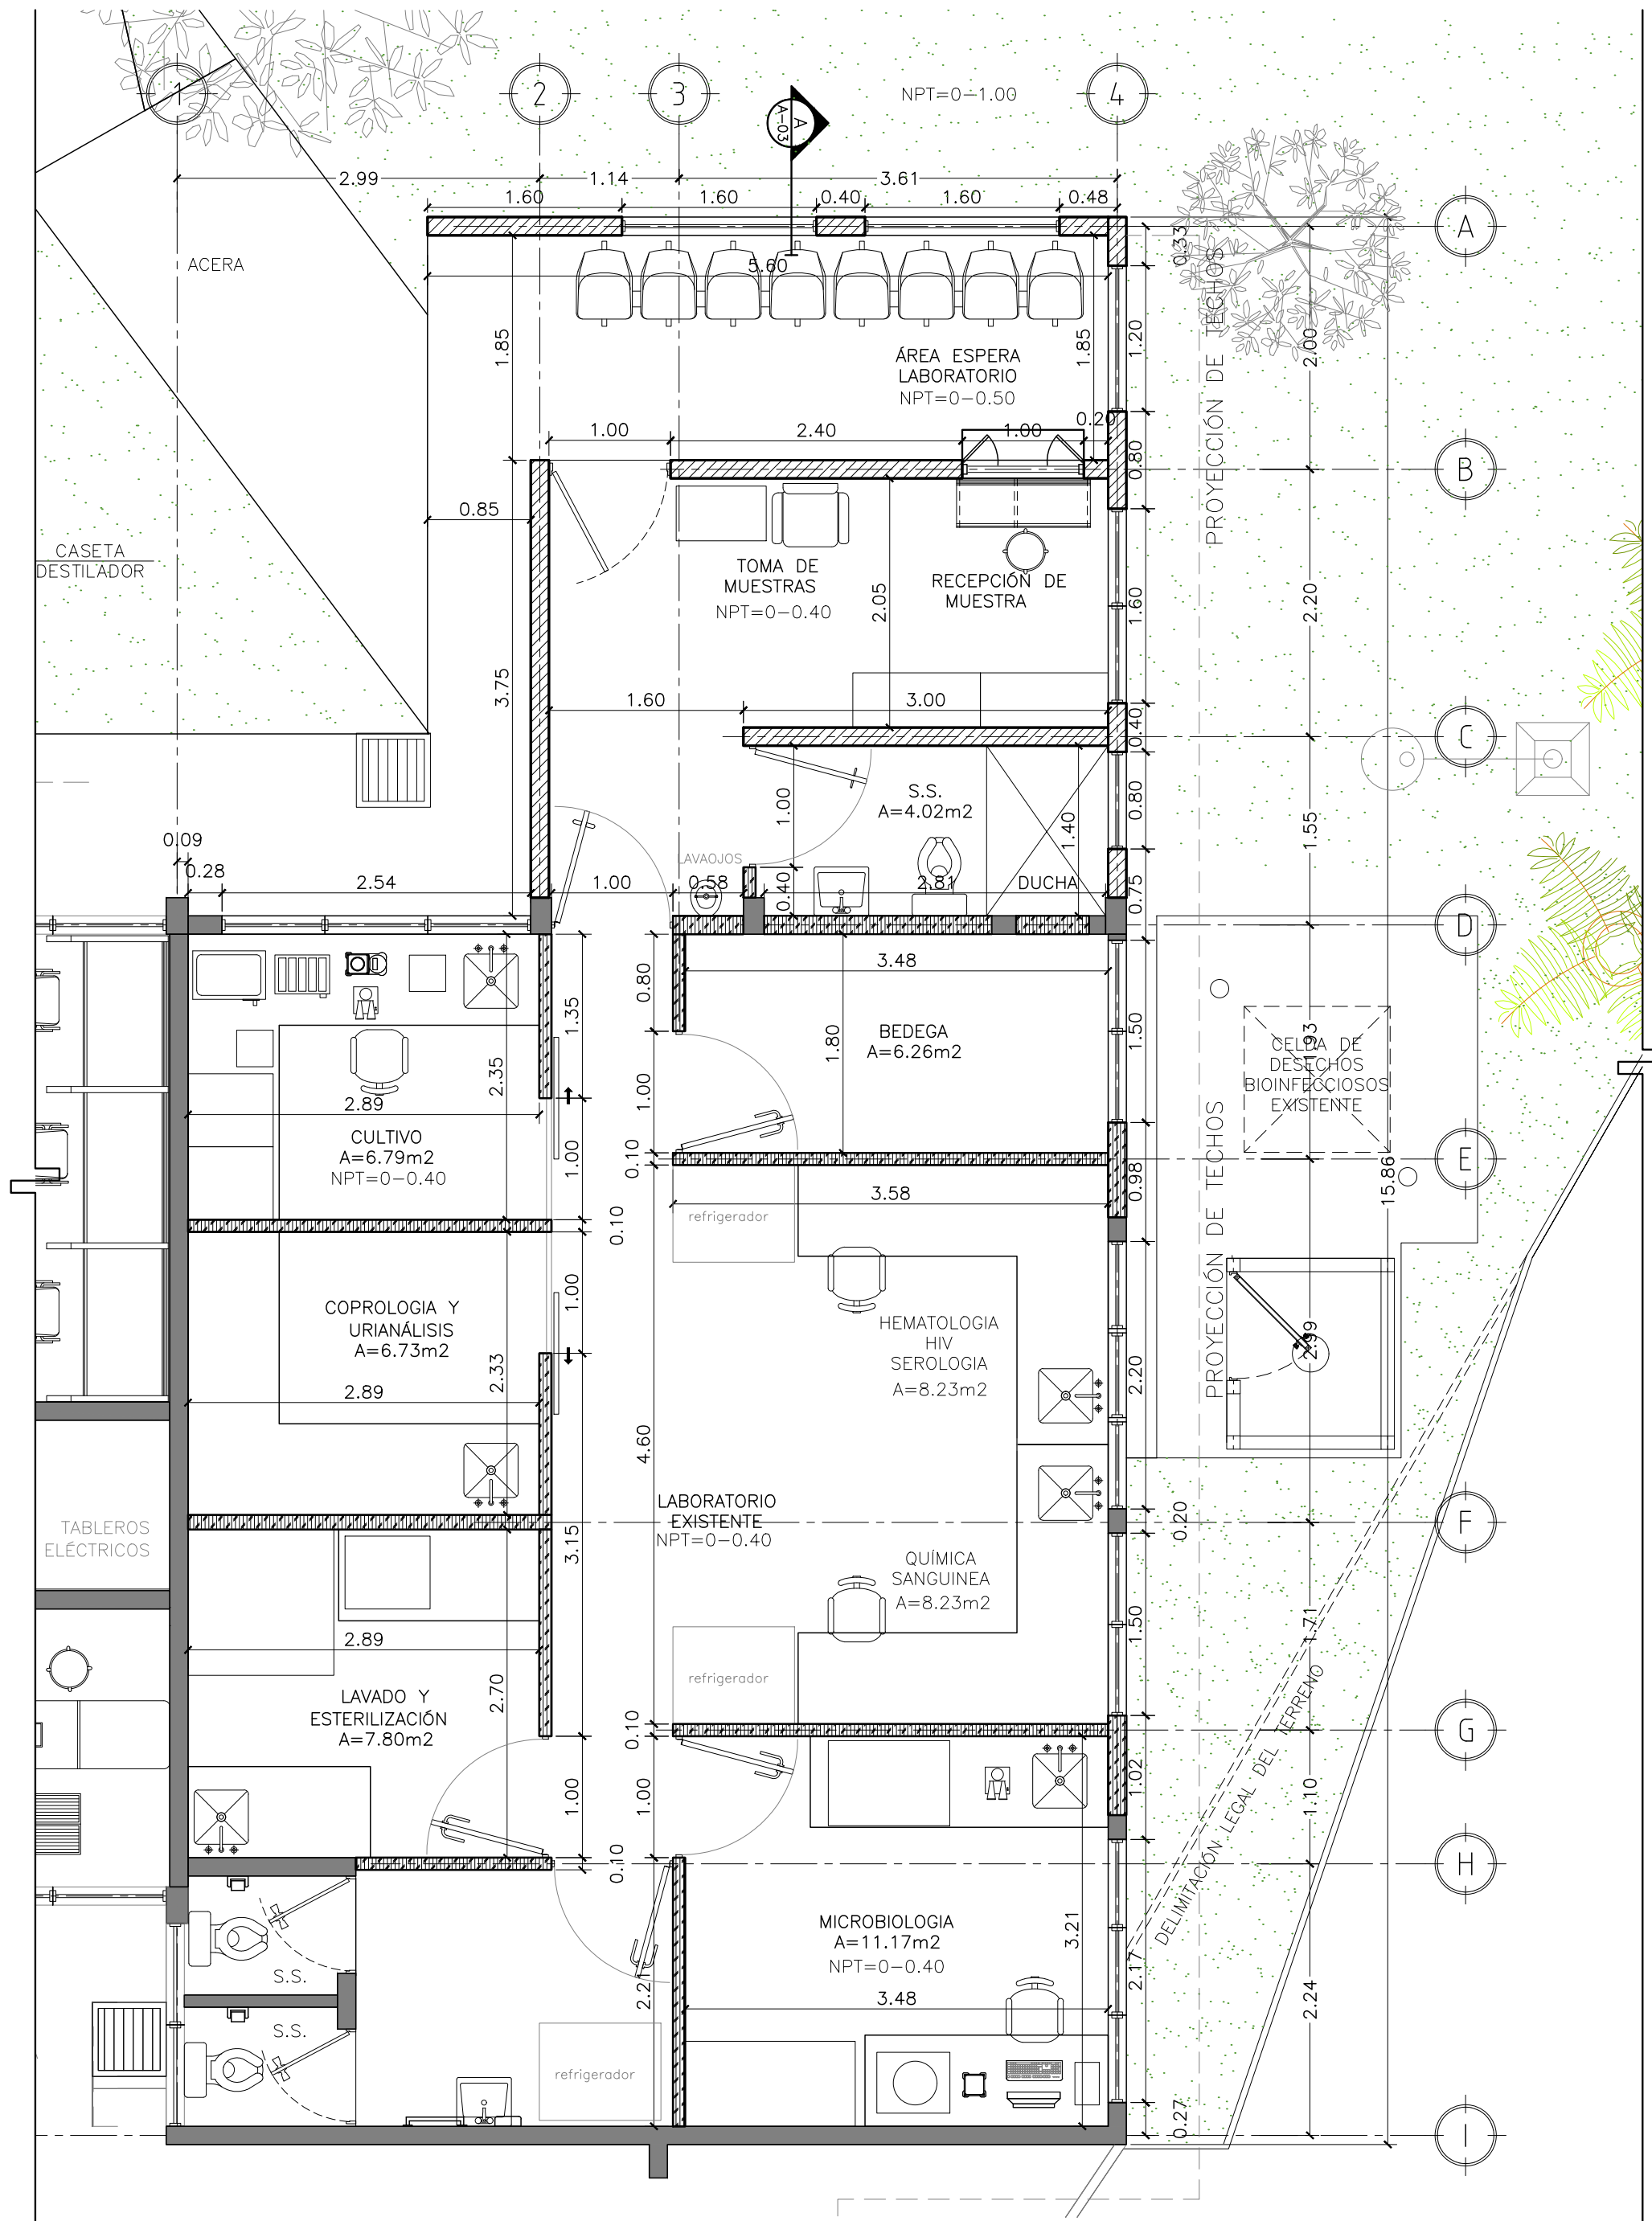 1
2
3
4
NPT=0-1.00
A
A-03
2.99
1.14
3.61
1.60
1.60
0.40
1.60
0.48
A
ACERA
5.60
0.33
1.85
1.85
1.20
2.00
PROYECCIÓN DE TECHOS
ÁREA ESPERA
LABORATORIO
NPT=0-0.50
1.00
2.40
1.00
0.20
0.80
B
0.85
CASETA
DESTILADOR
TOMA DE
MUESTRAS
NPT=0-0.40
RECEPCIÓN DE
MUESTRA
2.05
1.60
2.20
3.75
1.60
3.00
0.40
C
S.S.
A=4.02m2
1.00
1.40
0.80
1.55
0.09
0.28
2.54
1.00
LAVAOJOS
0.58
0.40
2.81
DUCHA
0.75
D
3.48
0.80
1.35
BEDEGA
A=6.26m2
1.80
1.50
1.93
CELDA DE
DESECHOS
BIOINFECCIOSOS
EXISTENTE
2.35
2.89
1.00
CULTIVO
A=6.79m2
NPT=0-0.40
1.00
0.10
E
0.98
15.86
3.58
refrigerador
0.10
PROYECCIÓN DE TECHOS
1.00
COPROLOGIA Y
URIANÁLISIS
A=6.73m2
2.33
2.89
HEMATOLOGIA
HIV
SEROLOGIA
A=8.23m2
2.20
2.99
4.60
LABORATORIO
EXISTENTE
NPT=0-0.40
TABLEROS
ELÉCTRICOS
3.15
0.20
F
QUÍMICA
SANGUINEA
A=8.23m2
1.50
1.71
2.89
refrigerador
2.70
LAVADO Y
ESTERILIZACIÓN
A=7.80m2
0.10
G
DELIMITACIÓN LEGAL DEL TERRENO
1.00
1.00
1.02
1.10
0.10
H
MICROBIOLOGIA
A=11.17m2
NPT=0-0.40
3.21
S.S.
2.21
3.48
2.17
2.24
S.S.
refrigerador
0.27
I